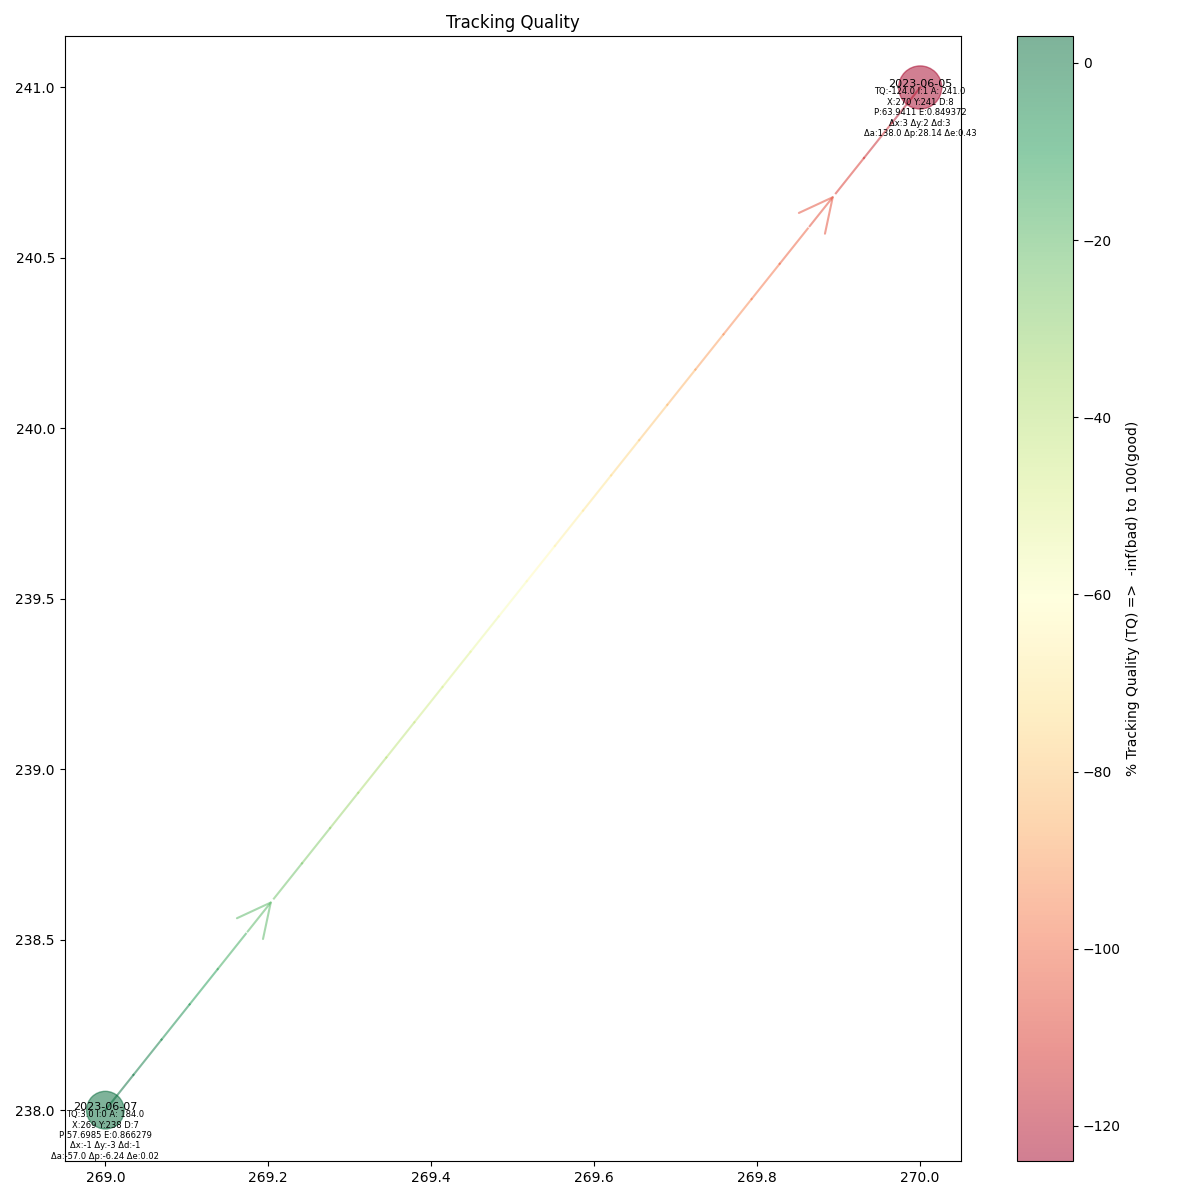 Tracking Quality
241.0
240.5
240.0
239.5
239.0
238.5
238.0
269.0
269.2
269.4
269.6
269.8
270.0
2023-06-05
TQ:-124.0 I:1 A: 241.0
X:270 Y:241 D:8
P:63.9411 E:0.849372
Δx:3 Δy:2 Δd:3
Δa:138.0 Δp:28.14 Δe:0.43
2023-06-07
TQ:3.0 I:0 A: 184.0
X:269 Y:238 D:7
P:57.6985 E:0.866279
Δx:-1 Δy:-3 Δd:-1
Δa:-57.0 Δp:-6.24 Δe:0.02
0
−20
−40
−60
−80
−100
−120
% Tracking Quality (TQ) => -inf(bad) to 100(good)